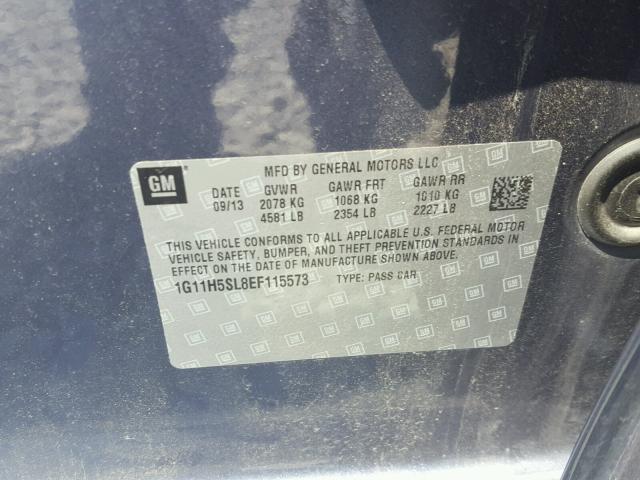 MFD BY GENERAL MOTORS LLC
GM
DATE GVWR GAWR FRT GAWR RR
09/13 2078 KG 1068 KG 1010 KG
4581 LB 2354 LB 2227 LB
THIS VEHICLE CONFORMS TO ALL APPLICABLE U.S. FEDERAL MOTOR
VEHICLE SAFETY, BUMPER, AND THEFT PREVENTION STANDARDS IN
EFFECT ON THE DATE OF MANUFACTURE SHOWN ABOVE.
1G11H5SL8EF115573 TYPE: PASS CAR